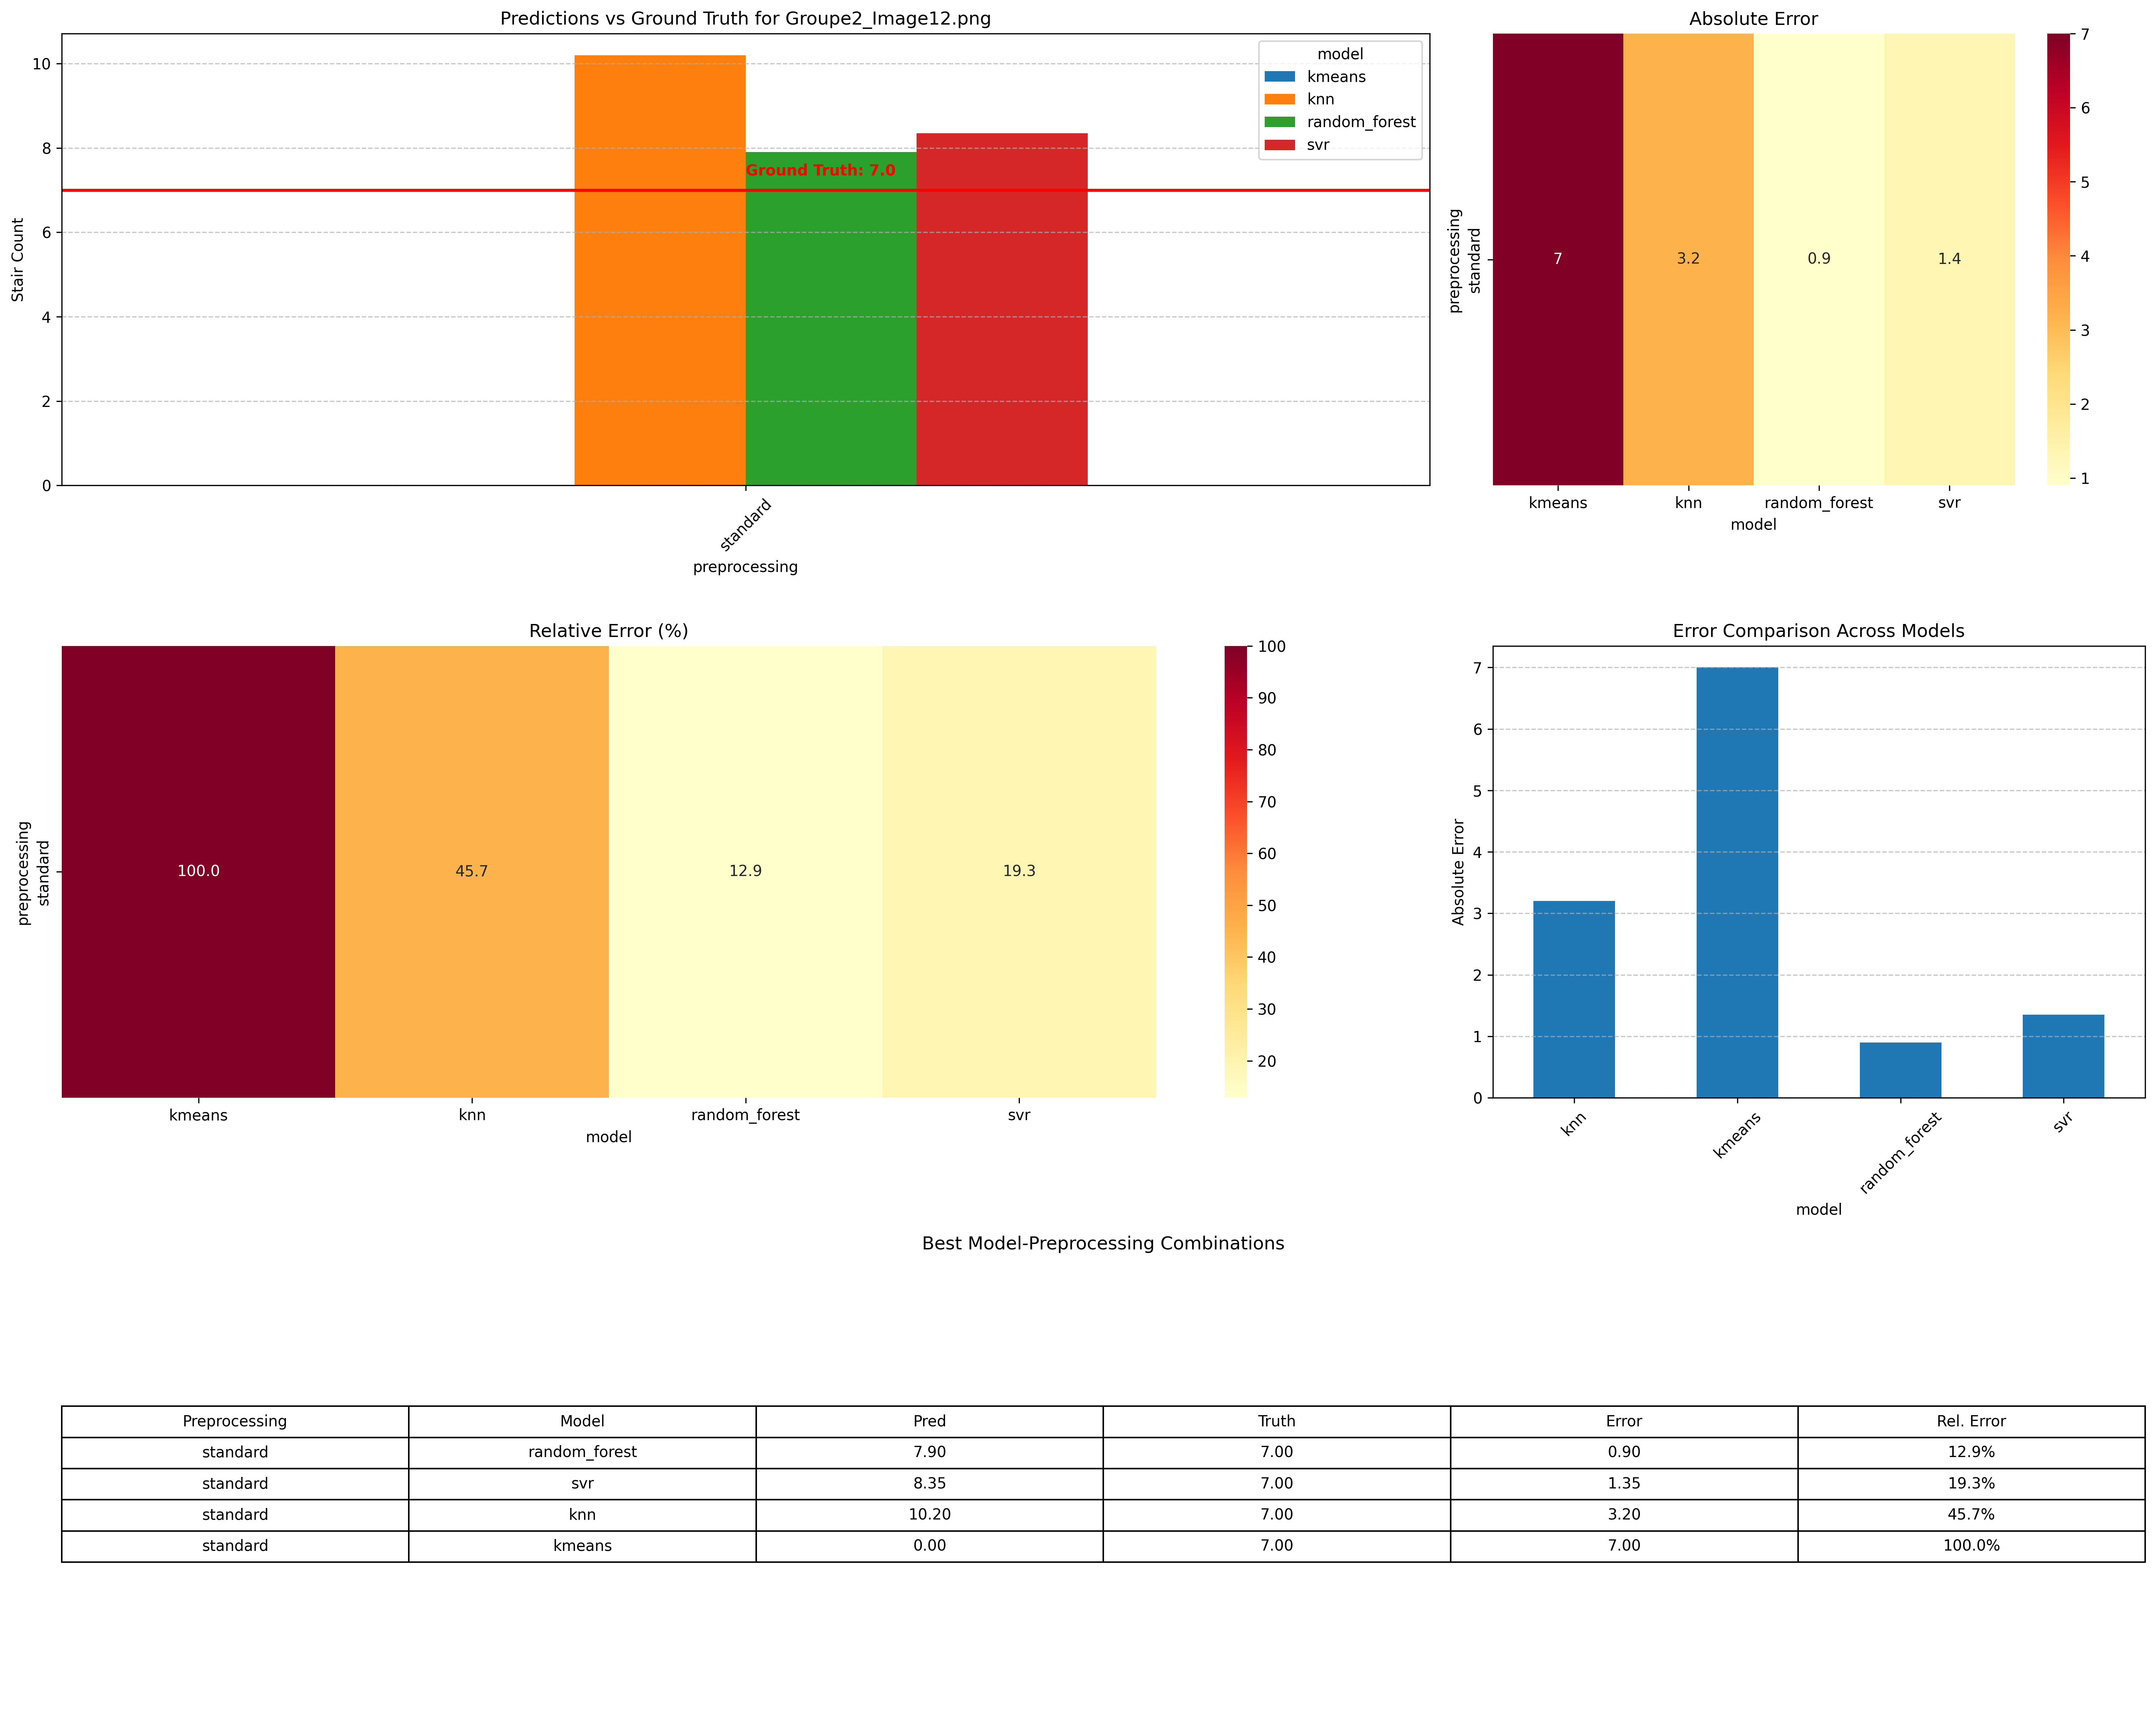 Predictions vs Ground Truth for Groupe2_Image12.png
model
kmeans
knn
random_forest
svr
Ground Truth: 7.0
10
8
6
4
2
0
Stair Count
standard
preprocessing
Absolute Error
7
3.2
0.9
1.4
preprocessing
standard
kmeans knn random_forest svr
model
7
6
5
4
3
2
1
Relative Error (%)
100.0 45.7 12.9 19.3
preprocessing
standard
kmeans knn random_forest svr
model
100
90
80
70
60
50
40
30
20
Error Comparison Across Models
7
6
5
4
3
2
1
0
Absolute Error
knn kmeans random_forest svr
model
Best Model-Preprocessing Combinations
Preprocessing Model Pred Truth Error Rel. Error
standard random_forest 7.90 7.00 0.90 12.9%
standard svr 8.35 7.00 1.35 19.3%
standard knn 10.20 7.00 3.20 45.7%
standard kmeans 0.00 7.00 7.00 100.0%